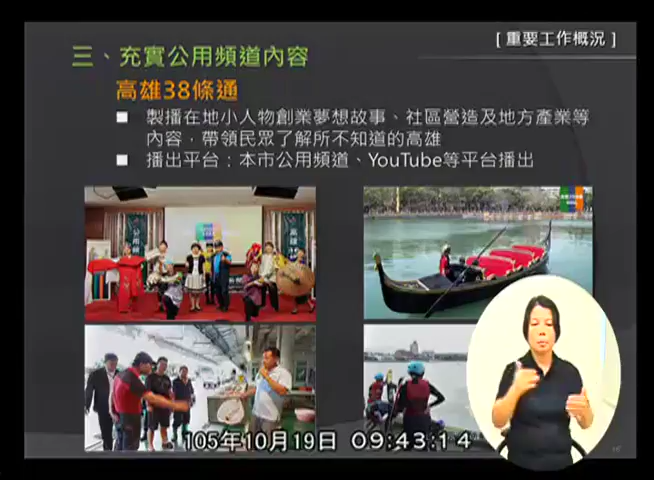 [ 重要工作概況 ]
三、充實公用頻道內容
高雄38條通
■ 製播在地小人物創業夢想故事、社區營造及地方產業等
內容，帶領民眾了解所不知道的高雄
■ 播出平台：本市公用頻道、YouTube等平台播出
105年10月19日 09:43:14